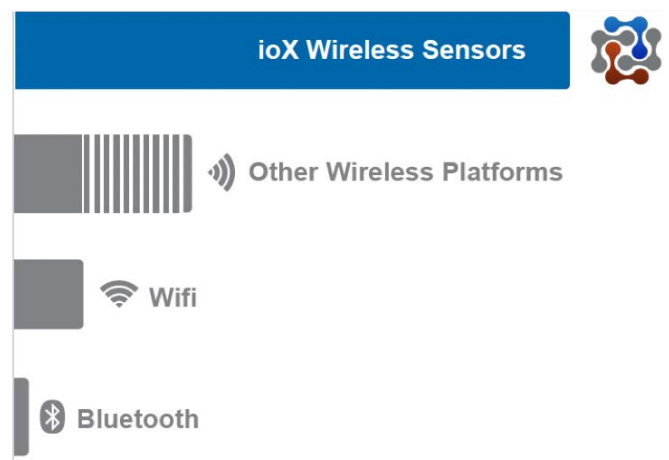 ioX Wireless Sensors
Other Wireless Platforms
Wifi
Bluetooth